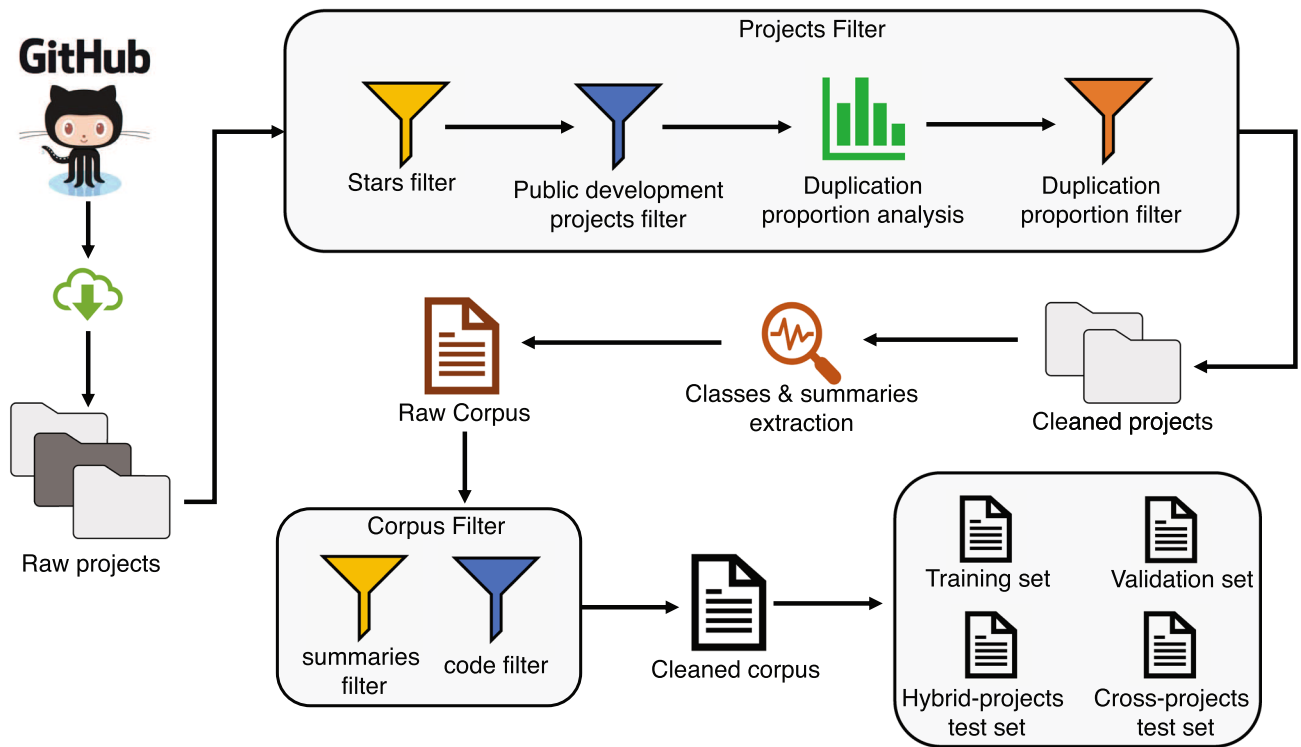 GitHub
Projects Filter
Stars filter
Public development
projects filter
Duplication
proportion analysis
Duplication
proportion filter
Raw projects
Cleaned projects
Classes & summaries
extraction
Raw Corpus
Corpus Filter
summaries
filter
code filter
Cleaned corpus
Training set
Validation set
Hybrid-projects
test set
Cross-projects
test set